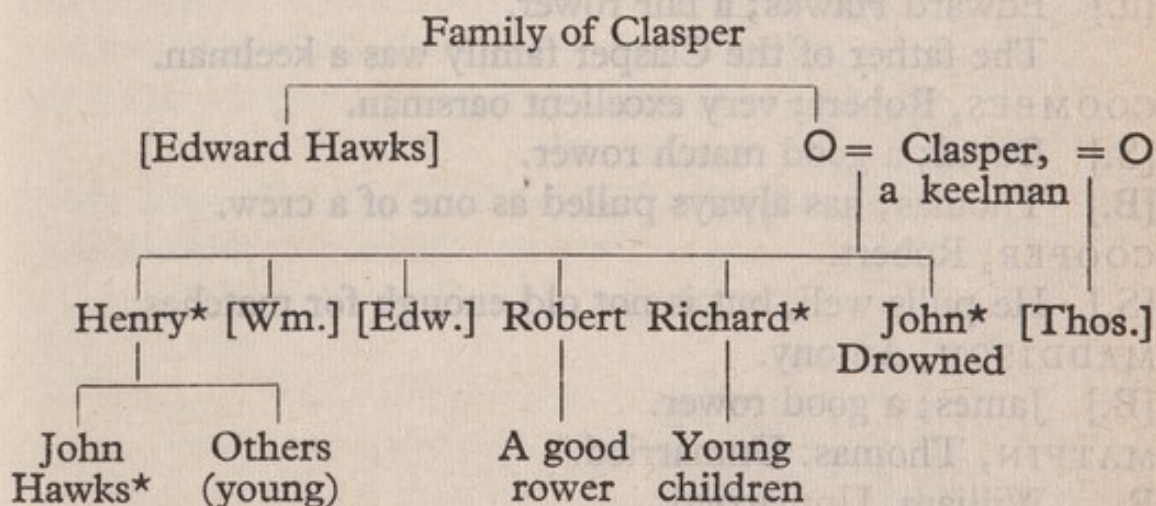 Family of Clasper
[Edward Hawks] O = Clasper, = O
a keelman
Henry* [Wm.] [Edw.] Robert Richard* John* [Thos.]
Drowned
John Others A good Young
Hawks* (young) rower children